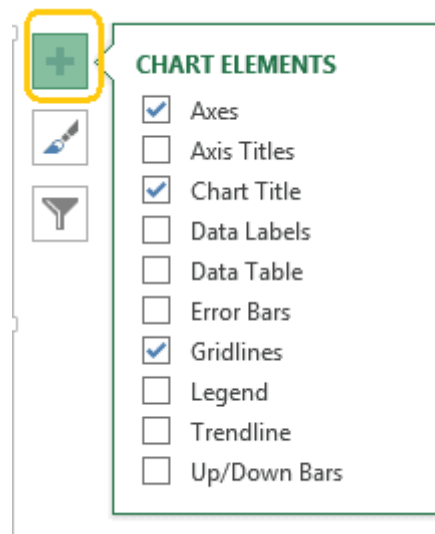 CHART ELEMENTS
Axes
Axis Titles
Chart Title
Data Labels
Data Table
Error Bars
Gridlines
Legend
Trendline
Up/Down Bars